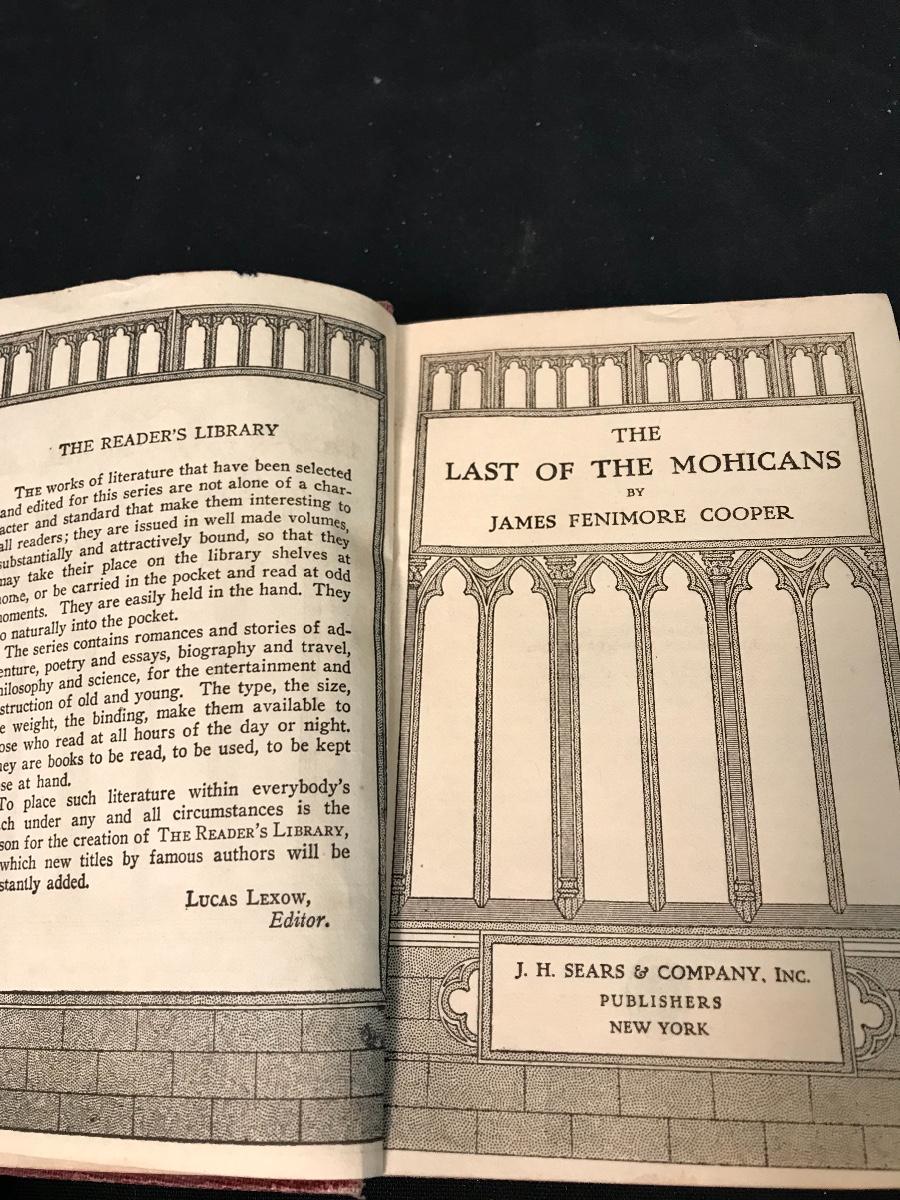 THE READER'S LIBRARY
THE works of literature that have been selected
and edited for this series are not alone of a char-
acter and standard that make them interesting to
all readers; they are issued in well made volumes,
substantially and attractively bound, so that they
may take their place on the library shelves at
ome, or be carried in the pocket and read at odd
oments. They are easily held in the hand. They
o naturally into the pocket.
The series contains romances and stories of ad-
enture, poetry and essays, biography and travel,
hilosophy and science, for the entertainment and
struction of old and young. The type, the size,
e weight, the binding, make them available to
ose who read at all hours of the day or night.
hey are books to be read, to be used, to be kept
se at hand.
To place such literature within everybody's
ch under any and all circumstances is the
son for the creation of THE READER'S LIBRARY,
which new titles by famous authors will be
stantly added.
LUCAS LEXOW,
Editor.
THE
LAST OF THE MOHICANS
BY
JAMES FENIMORE COOPER
J. H. SEARS & COMPANY, INC.
PUBLISHERS
NEW YORK